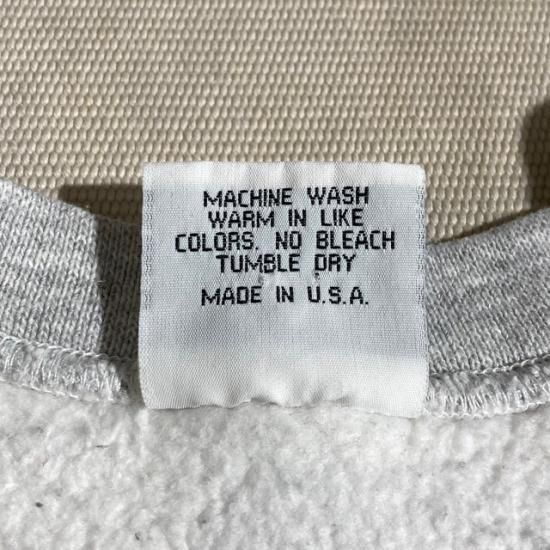 MACHINE WASH
WARM IN LIKE
COLORS. NO BLEACH
TUMBLE DRY
MADE IN U.S.A.